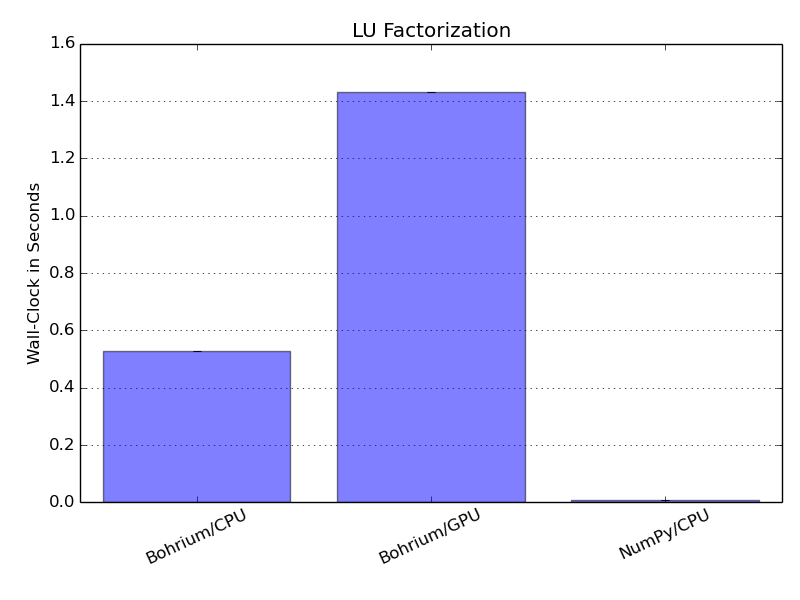 LU Factorization
Wall-Clock in Seconds
1.6
1.4
1.2
1.0
0.8
0.6
0.4
0.2
0.0
Bohrium/CPU
Bohrium/GPU
NumPy/CPU